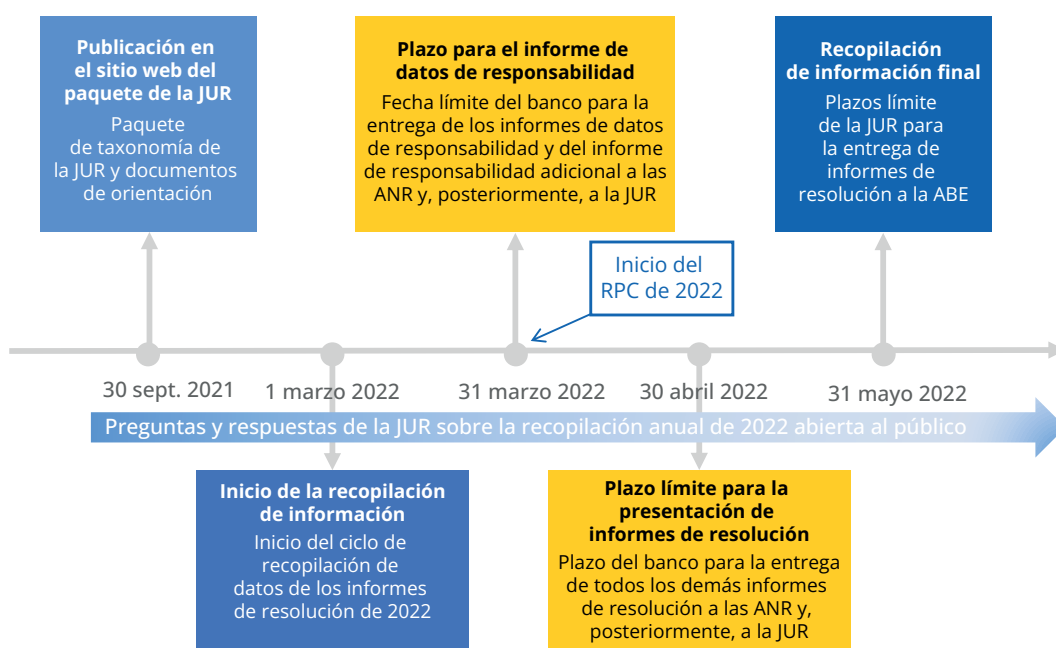 Publicación en
el sitio web del
paquete de la JUR
Paquete
de taxonomía de
la JUR y documentos
de orientación
Plazo para el informe de
datos de responsabilidad
Fecha límite del banco para la
entrega de los informes de datos
de responsabilidad y del informe
de responsabilidad adicional a las
ANR y, posteriormente, a la JUR
Recopilación
de información final
Plazos límite
de la JUR para
la entrega de
informes de
resolución a la ABE
Inicio del
RPC de 2022
30 sept. 2021
1 marzo 2022
31 marzo 2022
30 abril 2022
31 mayo 2022
Preguntas y respuestas de la JUR sobre la recopilación anual de 2022 abierta al público
Inicio de la recopilación
de información
Inicio del ciclo de
recopilación de
datos de los informes
de resolución de 2022
Plazo límite para la
presentación de
informes de resolución
Plazo del banco para la entrega
de todos los demás informes
de resolución a las ANR y,
posteriormente, a la JUR